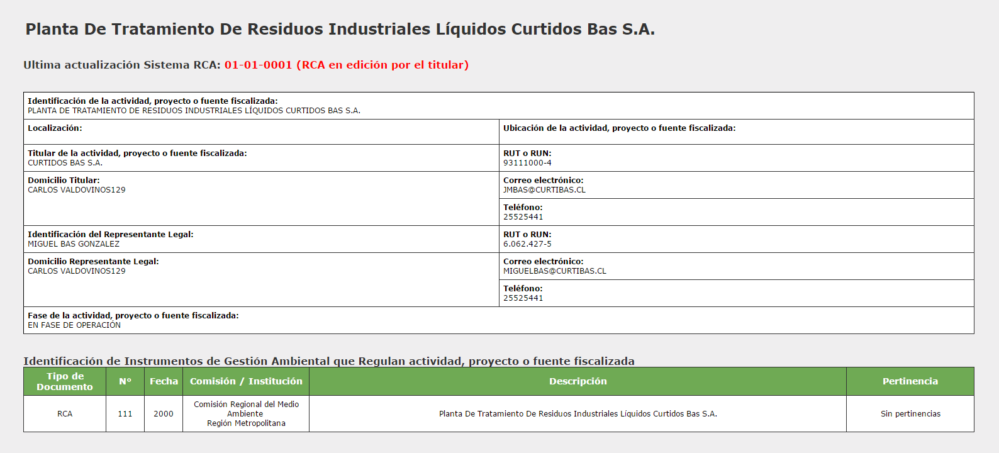 Planta De Tratamiento De Residuos Industriales Líquidos Curtidos Bas S.A.
Ultima actualización Sistema RCA: 01-01-0001 (RCA en edición por el titular)
Identificación de la actividad, proyecto o fuente fiscalizada:
PLANTA DE TRATAMIENTO DE RESIDUOS INDUSTRIALES LÍQUIDOS CURTIDOS BAS S.A.
Localización:
Ubicación de la actividad, proyecto o fuente fiscalizada:
Titular de la actividad, proyecto o fuente fiscalizada:
CURTIDOS BAS S.A.
RUT o RUN:
93111000-4
Domicilio Titular:
CARLOS VALDOVINOS129
Correo electrónico:
JMBAS@CURTIBAS.CL
Teléfono:
25525441
Identificación del Representante Legal:
MIGUEL BAS GONZALEZ
RUT o RUN:
6.062.427-5
Domicilio Representante Legal:
CARLOS VALDOVINOS129
Correo electrónico:
MIGUELBAS@CURTIBAS.CL
Teléfono:
25525441
Fase de la actividad, proyecto o fuente fiscalizada:
EN FASE DE OPERACIÓN
Identificación de Instrumentos de Gestión Ambiental que Regulan actividad, proyecto o fuente fiscalizada
Tipo de
Documento
Nº
Fecha
Comisión / Institución
Descripción
Pertinencia
RCA
111
2000
Comisión Regional del Medio
Ambiente
Región Metropolitana
Planta De Tratamiento De Residuos Industriales Líquidos Curtidos Bas S.A.
Sin pertinencias